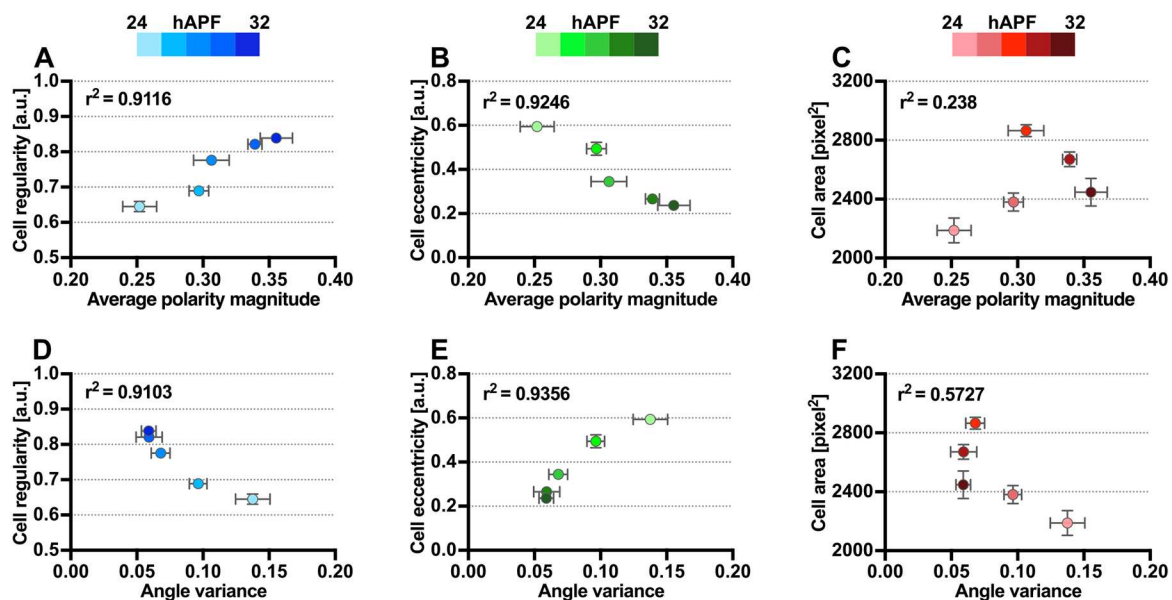 24 hAPF 32
24 hAPF 32
24 hAPF 32
A
Cell regularity [a.u.]
1.0
0.9
0.8
0.7
0.6
0.5
r² = 0.9116
0.20 0.25 0.30 0.35 0.40
Average polarity magnitude
B
Cell eccentricity [a.u.]
0.8
0.6
0.4
0.2
0.0
r² = 0.9246
0.20 0.25 0.30 0.35 0.40
Average polarity magnitude
C
Cell area [pixel²]
3200
2800
2400
2000
r² = 0.238
0.20 0.25 0.30 0.35 0.40
Average polarity magnitude
D
Cell regularity [a.u.]
1.0
0.9
0.8
0.7
0.6
0.5
r² = 0.9103
0.00 0.05 0.10 0.15 0.20
Angle variance
E
Cell eccentricity [a.u.]
0.8
0.6
0.4
0.2
0.0
r² = 0.9356
0.00 0.05 0.10 0.15 0.20
Angle variance
F
Cell area [pixel²]
3200
2800
2400
2000
r² = 0.5727
0.00 0.05 0.10 0.15 0.20
Angle variance